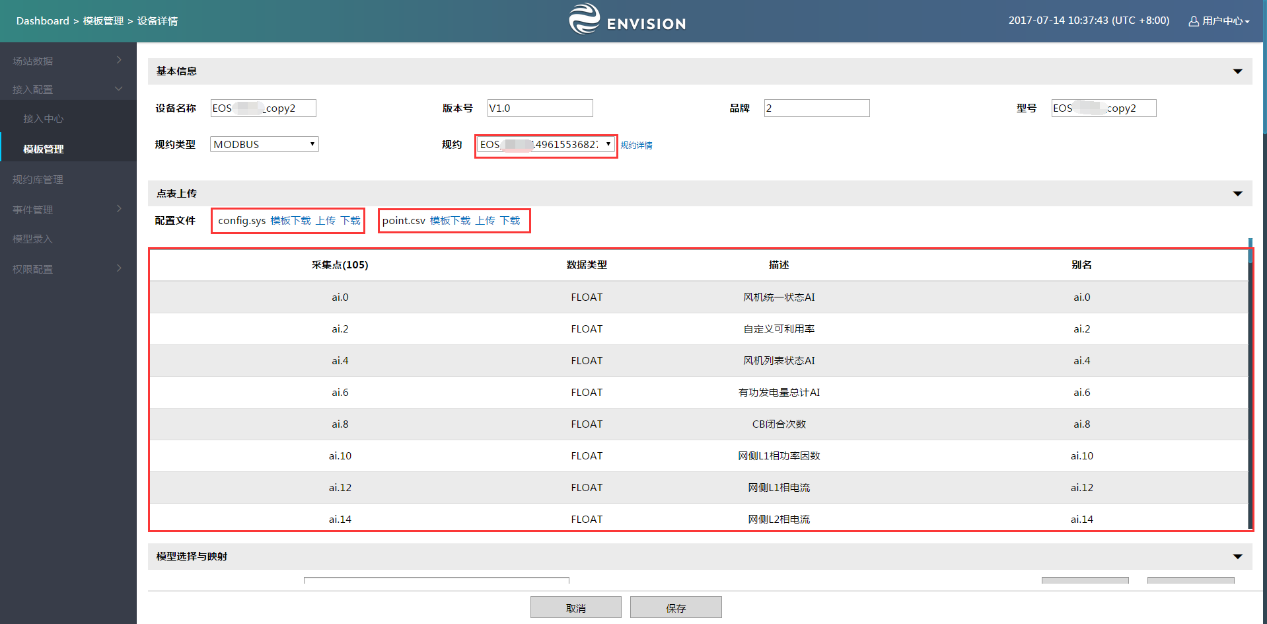 Dashboard > 模板管理 > 设备详情
ENVISION
2017-07-14 10:37:43 (UTC +8:00) 用户中心
场站数据
接入配置
接入中心
模板管理
规约库管理
事件管理
模型录入
权限配置
基本信息
设备名称 EOS _copy2 版本号 V1.0 品牌 2 型号 EOS _copy2
规约类型 MODBUS 规约 EOS 49615536827 规约详情
点表上传
配置文件 config.sys 模板下载 上传 下载 point.csv 模板下载 上传 下载
采集点(105) 数据类型 描述 别名
ai.0 FLOAT 风机统一状态AI ai.0
ai.2 FLOAT 自定义可利用率 ai.2
ai.4 FLOAT 风机列表状态AI ai.4
ai.6 FLOAT 有功发电量总计AI ai.6
ai.8 FLOAT CB闭合次数 ai.8
ai.10 FLOAT 网侧L1相功率因数 ai.10
ai.12 FLOAT 网侧L1相电流 ai.12
ai.14 FLOAT 网侧L2相电流 ai.14
模型选择与映射
取消 保存